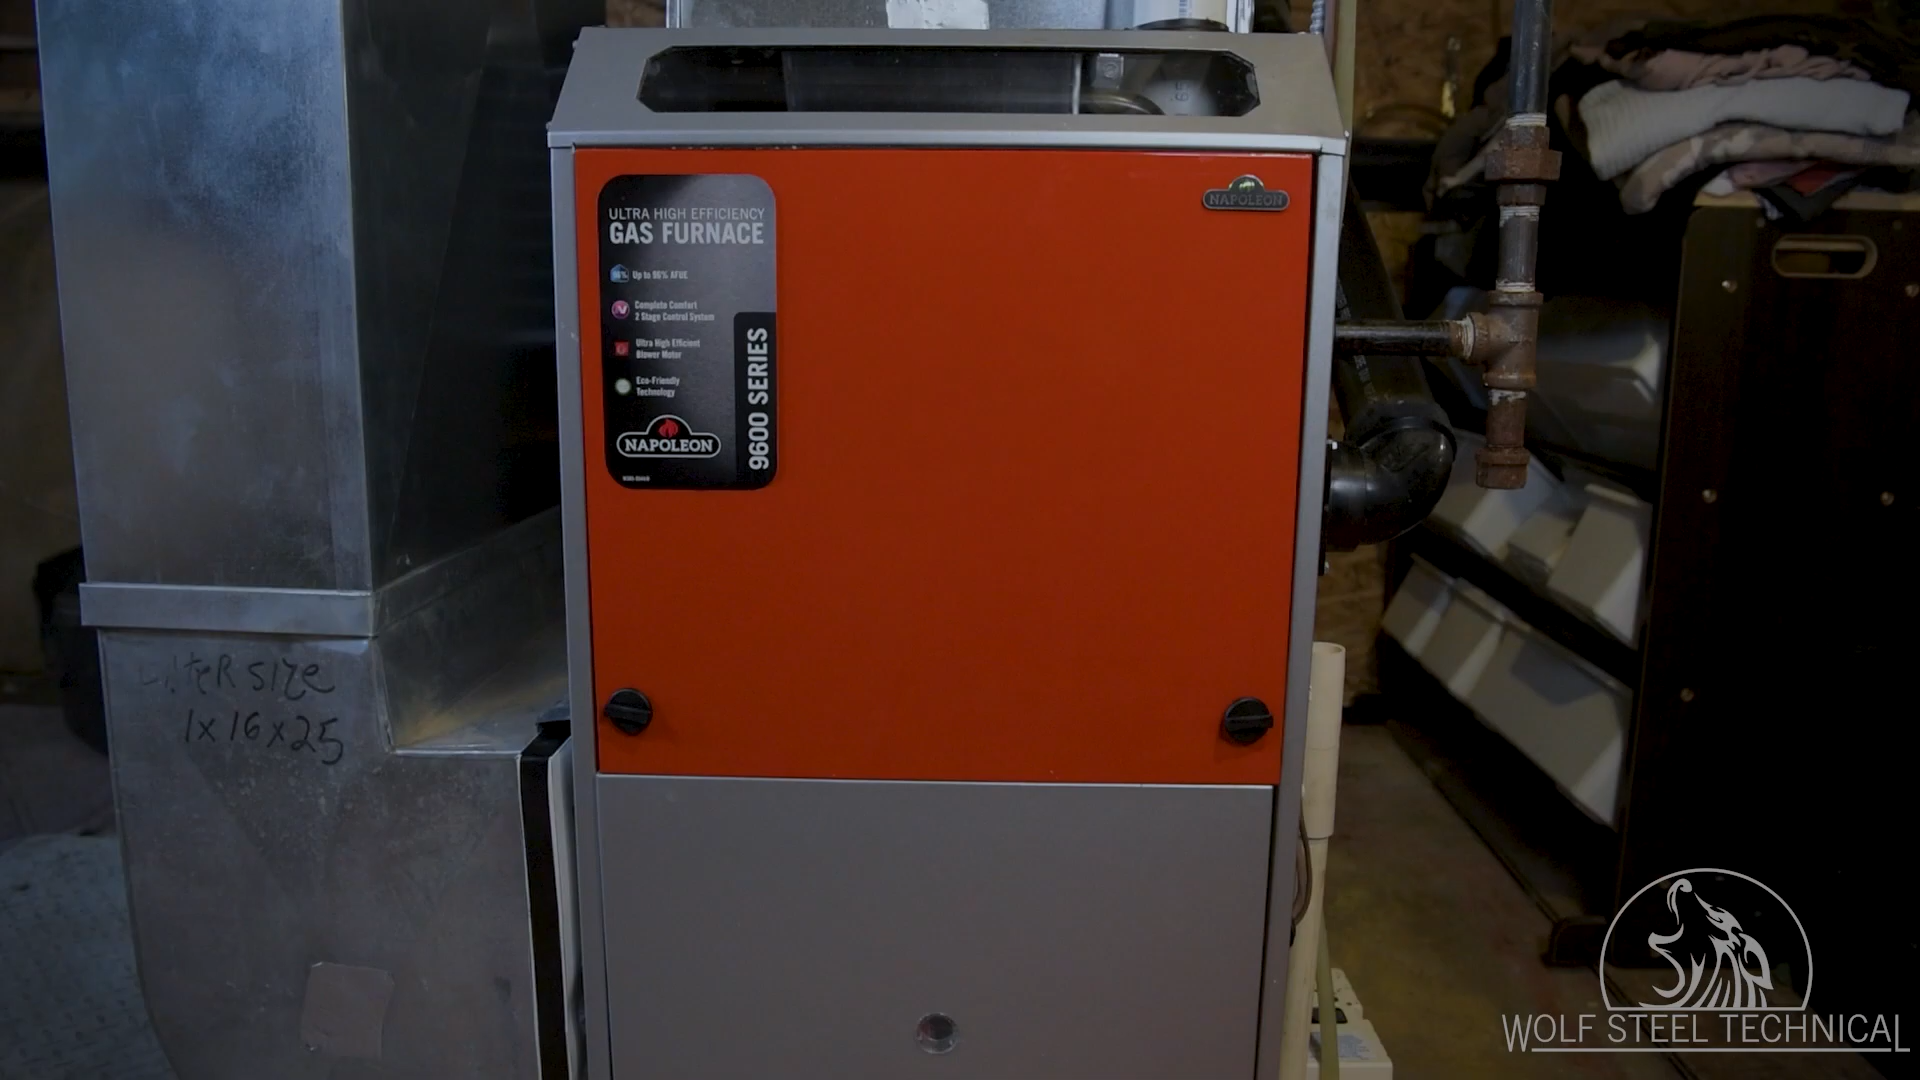 ULTRA HIGH EFFICIENCY
GAS FURNACE
Up to 96% AFUE
Complete Comfort
2 Stage Control System
Ultra High Efficient
Blower Motor
Eco-Friendly
Technology
9600 SERIES
NAPOLEON
NAPOLEON
SIZE
1x16x25
WOLF STEEL TECHNICAL